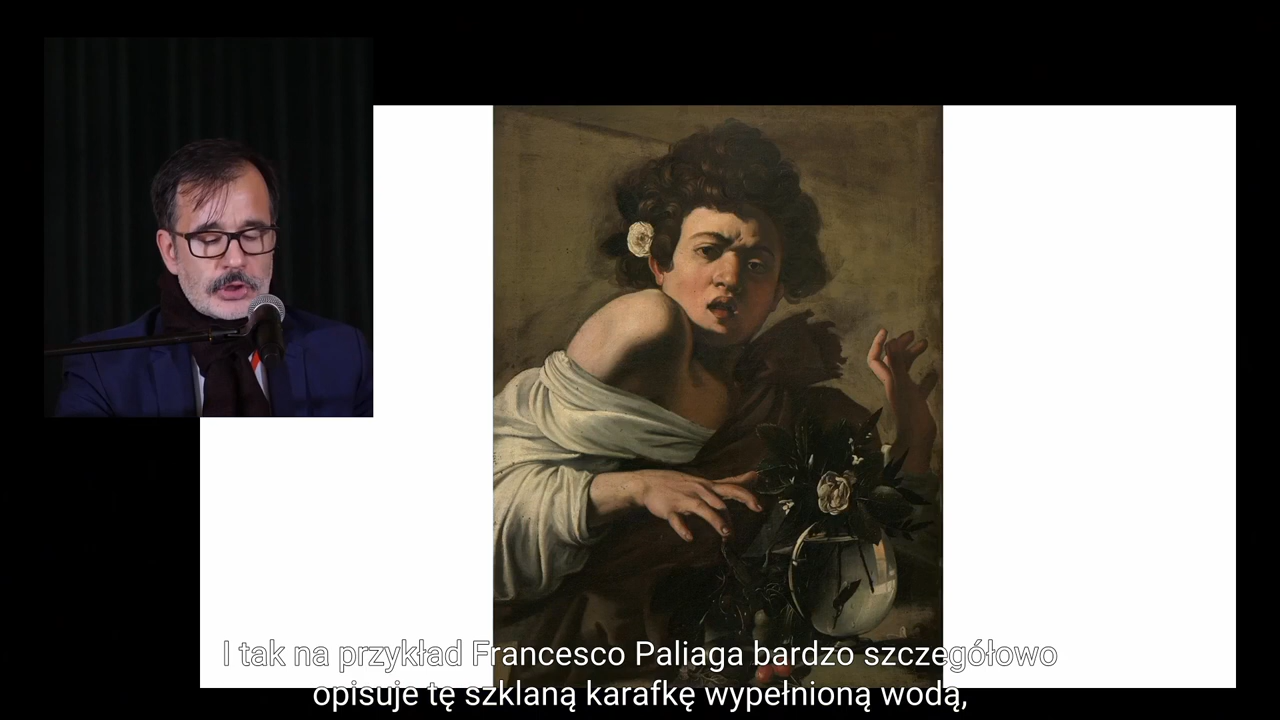 I tak na przykład Francesco Paliaga bardzo szczegółowo
opisuje tę szklaną karafkę wypełnioną wodą,